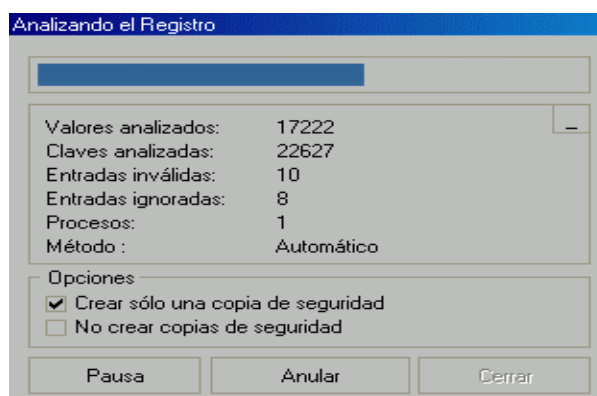 Analizando el Registro
Valores analizados: 17222
Claves analizadas: 22627
Entradas inválidas: 10
Entradas ignoradas: 8
Procesos: 1
Método : Automático
Opciones
Crear sólo una copia de seguridad
No crear copias de seguridad
Pausa Anular Cerrar